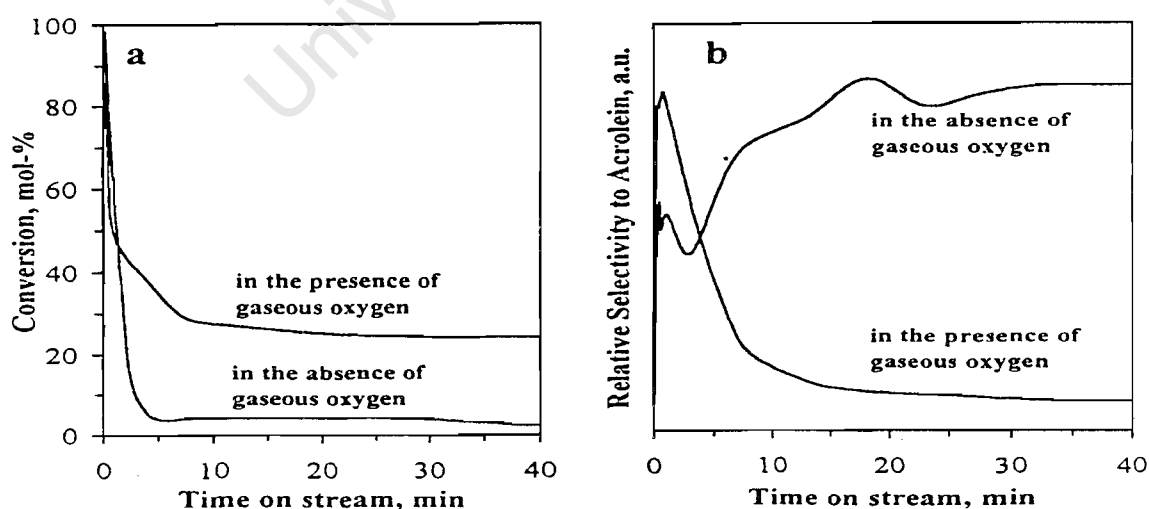 Univ
a
100
80
60
40
20
0
Conversion, mol-%
in the presence of
gaseous oxygen
in the absence of
gaseous oxygen
0 10 20 30 40
Time on stream, min
b
Relative Selectivity to Acrolein, a.u.
in the absence of
gaseous oxygen
in the presence of
gaseous oxygen
0 10 20 30 40
Time on stream, min